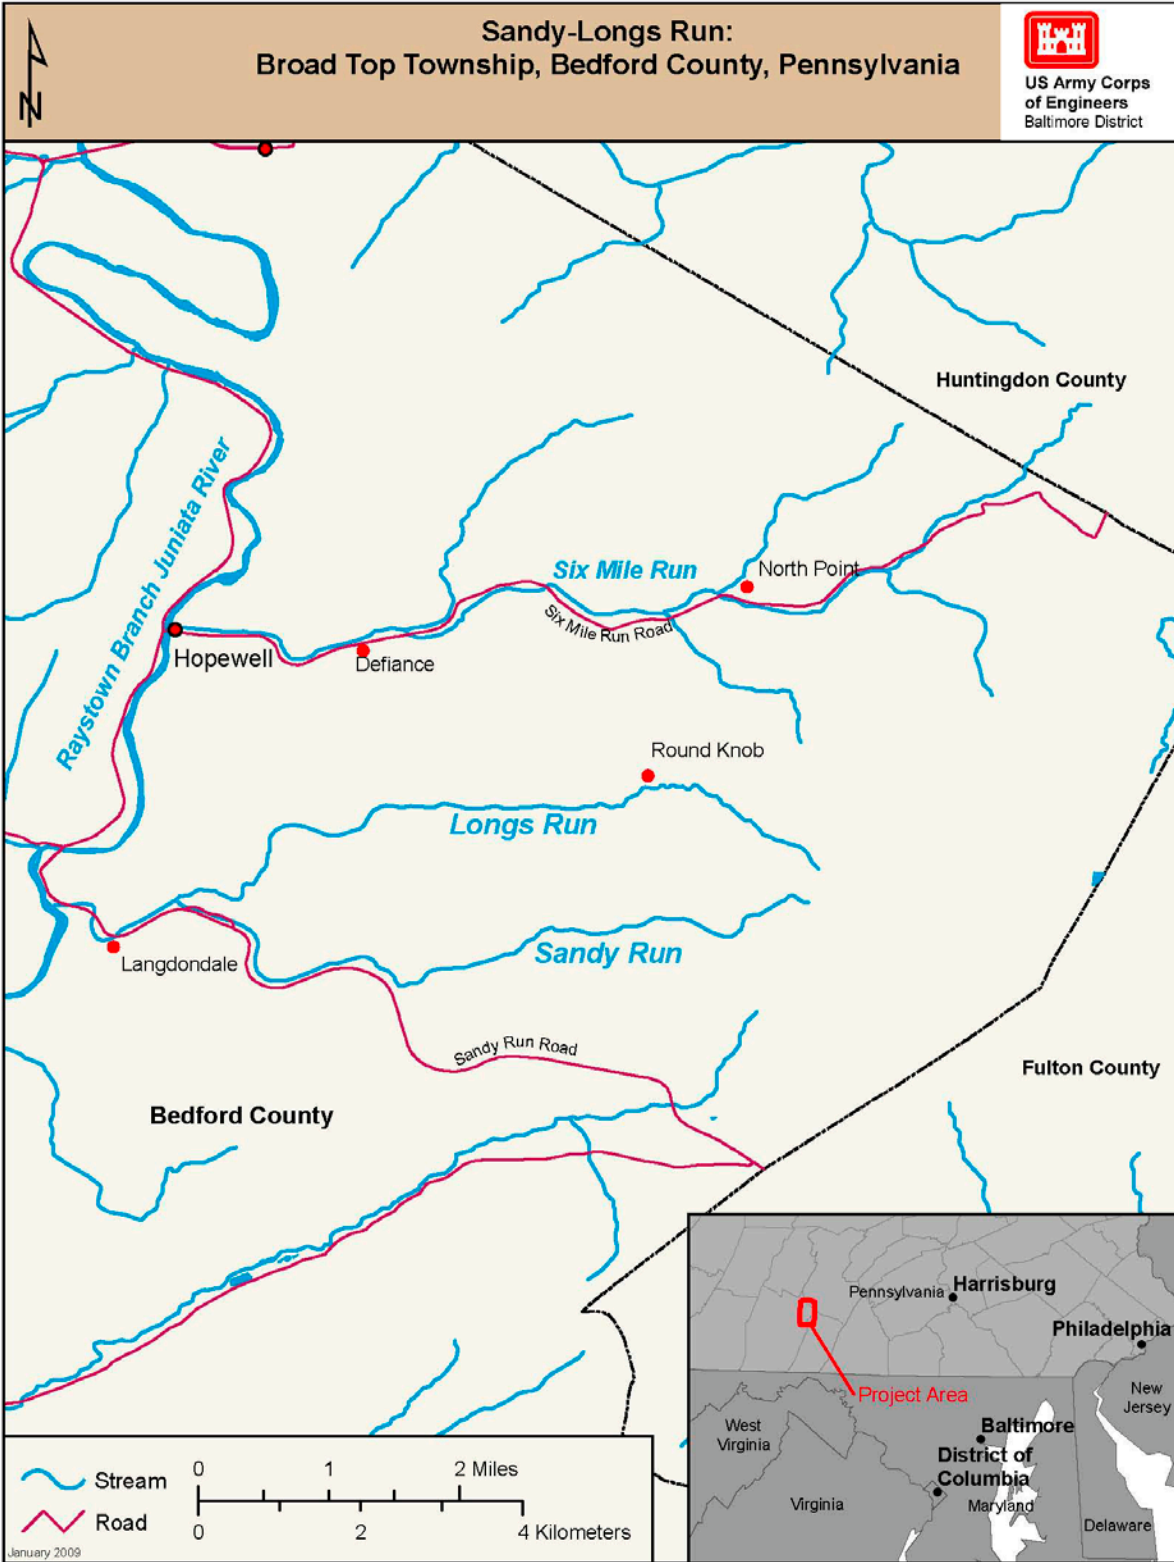 N
Sandy-Longs Run:
Broad Top Township, Bedford County, Pennsylvania
US Army Corps
of Engineers
Baltimore District
Huntingdon County
Raystown Branch Juniata River
Six Mile Run
North Point
Six Mile Run Road
Hopewell
Defiance
Round Knob
Longs Run
Sandy Run
Langdondale
Sandy Run Road
Fulton County
Bedford County
Pennsylvania
Harrisburg
Philadelphia
Project Area
New
Jersey
West
Virginia
Baltimore
District of
Columbia
Virginia
Maryland
Delaware
Stream
Road
0 1 2 Miles
0 2 4 Kilometers
January 2009